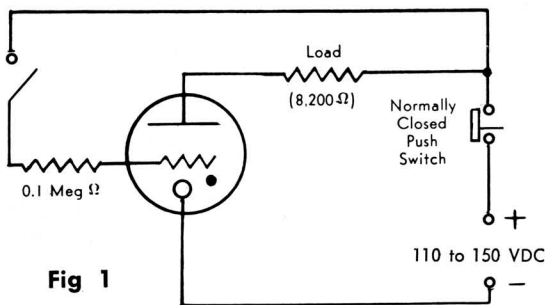 Load
(8,200 Ω)
Normally
Closed
Push
Switch
0.1 Meg Ω
+
110 to 150 VDC
−
Fig 1